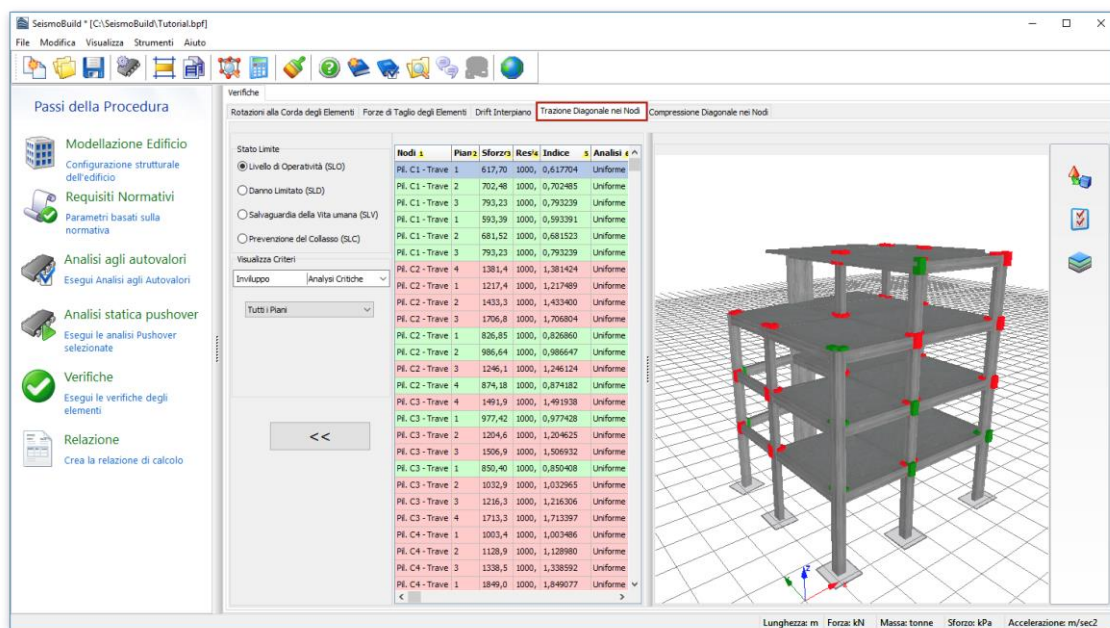 SeismoBuild * [C:\SeismoBuild\Tutorial.bpf]
File Modifica Visualizza Strumenti Aiuto
Passi della Procedura
Modellazione Edificio
Configurazione strutturale
dell'edificio
Requisiti Normativi
Parametri basati sulla
normativa
Analisi agli autovalori
Esegui Analisi agli Autovalori
Analisi statica pushover
Esegui le analisi Pushover
selezionate
Verifiche
Esegui le verifiche degli
elementi
Relazione
Crea la relazione di calcolo
Verifiche
Rotazioni alla Corda degli Elementi Forze di Taglio degli Elementi Drift Interpiano Trazione Diagonale nei Nodi Compressione Diagonale nei Nodi
Stato Limite
Livello di Operatività (SLO)
Danno Limitato (SLD)
Salvaguardia della Vita umana (SLV)
Prevenzione del Collasso (SLC)
Visualizza Criteri
Inviluppo Analysi Critiche
Tutti i Piani
<<
Nodi 1 Pian 2 Sforzo 3 Res 4 Indice 5 Analisi 6
Pil. C1 - Trave 1 617,70 1000, 0,617704 Uniforme
Pil. C1 - Trave 2 702,48 1000, 0,702485 Uniforme
Pil. C1 - Trave 3 793,23 1000, 0,793239 Uniforme
Pil. C1 - Trave 1 593,39 1000, 0,593391 Uniforme
Pil. C1 - Trave 2 681,52 1000, 0,681523 Uniforme
Pil. C1 - Trave 3 793,23 1000, 0,793239 Uniforme
Pil. C2 - Trave 4 1381,4 1000, 1,381424 Uniforme
Pil. C2 - Trave 1 1217,4 1000, 1,217489 Uniforme
Pil. C2 - Trave 2 1433,3 1000, 1,433400 Uniforme
Pil. C2 - Trave 3 1706,8 1000, 1,706804 Uniforme
Pil. C2 - Trave 1 826,85 1000, 0,826860 Uniforme
Pil. C2 - Trave 2 986,64 1000, 0,986647 Uniforme
Pil. C2 - Trave 3 1246,1 1000, 1,246124 Uniforme
Pil. C2 - Trave 4 874,18 1000, 0,874182 Uniforme
Pil. C3 - Trave 4 1491,9 1000, 1,491938 Uniforme
Pil. C3 - Trave 1 977,42 1000, 0,977428 Uniforme
Pil. C3 - Trave 2 1204,6 1000, 1,204625 Uniforme
Pil. C3 - Trave 3 1506,9 1000, 1,506932 Uniforme
Pil. C3 - Trave 1 850,40 1000, 0,850408 Uniforme
Pil. C3 - Trave 2 1032,9 1000, 1,032965 Uniforme
Pil. C3 - Trave 3 1216,3 1000, 1,216306 Uniforme
Pil. C3 - Trave 4 1713,3 1000, 1,713397 Uniforme
Pil. C4 - Trave 1 1003,4 1000, 1,003486 Uniforme
Pil. C4 - Trave 2 1128,9 1000, 1,128980 Uniforme
Pil. C4 - Trave 3 1338,5 1000, 1,338592 Uniforme
Pil. C4 - Trave 1 1849,0 1000, 1,849077 Uniforme
z
Lunghezza: m Forza: kN Massa: tonne Sforzo: kPa Accelerazione: m/sec2